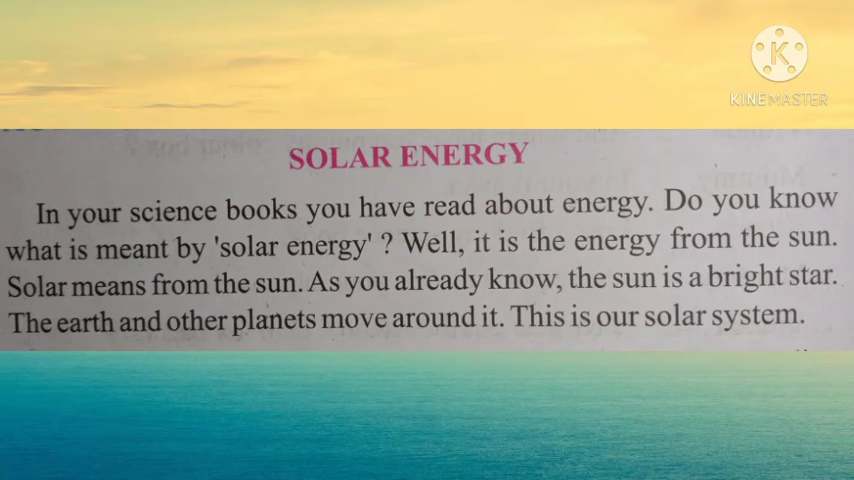 K
KINEMASTER
SOLAR ENERGY
In your science books you have read about energy. Do you know
what is meant by 'solar energy' ? Well, it is the energy from the sun.
Solar means from the sun. As you already know, the sun is a bright star.
The earth and other planets move around it. This is our solar system.